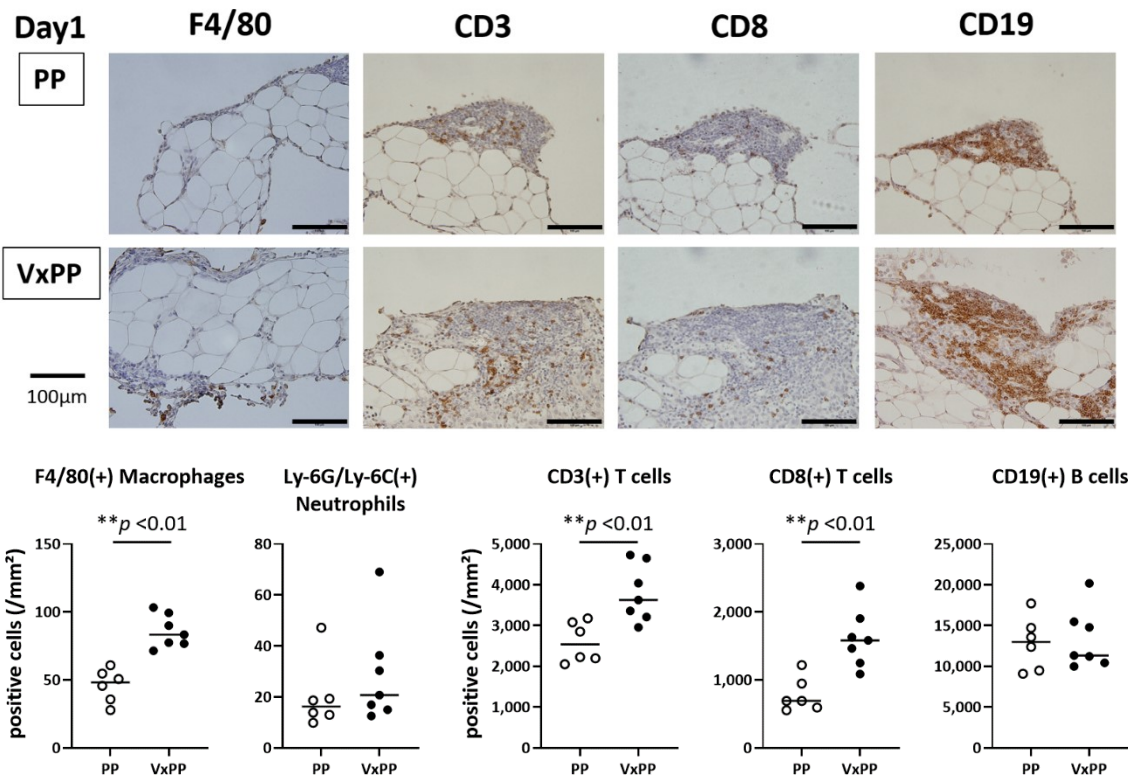 Day1 F4/80 CD3 CD8 CD19
PP
VxPP
100μm
F4/80(+) Macrophages
**p <0.01
positive cells (/mm²)
150
100
50
0
PP VxPP
Ly-6G/Ly-6C(+)
Neutrophils
80
60
40
20
0
PP VxPP
CD3(+) T cells
**p <0.01
positive cells (/mm²)
5,000
4,000
3,000
2,000
1,000
0
PP VxPP
CD8(+) T cells
**p <0.01
3,000
2,000
1,000
0
PP VxPP
CD19(+) B cells
25,000
20,000
15,000
10,000
5,000
0
PP VxPP